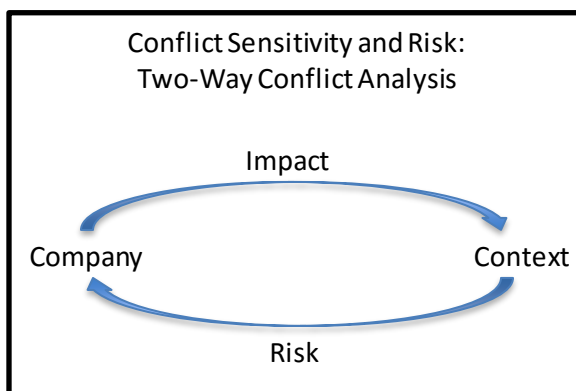 Conflict Sensitivity and Risk:
Two-Way Conflict Analysis
Impact
Company
Context
Risk